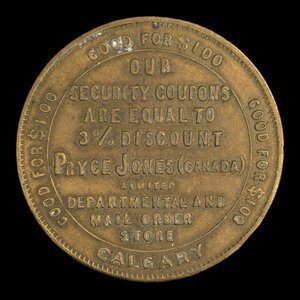 GOOD FOR $1.00
GOOD FOR $1.00
GOOD FOR $1.00
OUR
SECURITY COUPONS
ARE EQUAL TO
3% DISCOUNT
PRYCE JONES (CANADA)
LIMITED
DEPARTMENTAL AND
MAIL ORDER
STORE
CALGARY